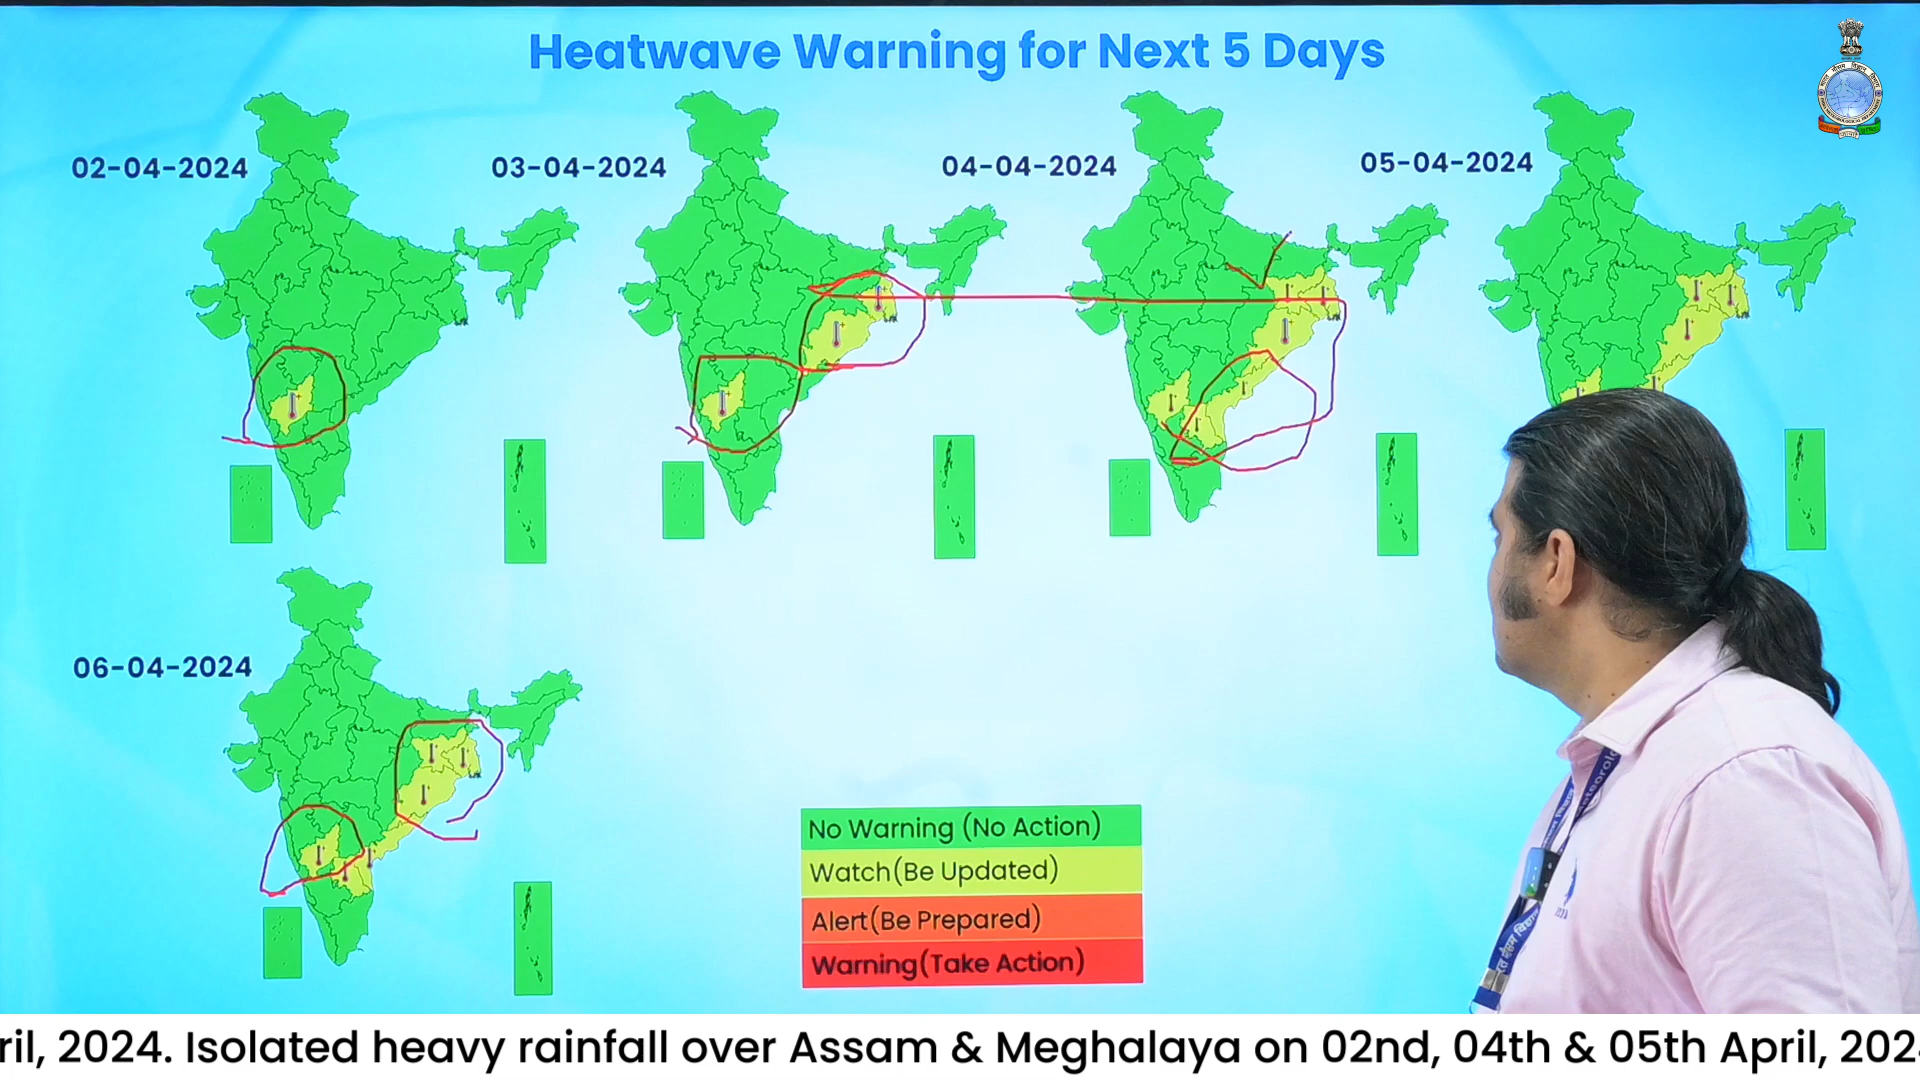 Heatwave Warning for Next 5 Days
02-04-2024
03-04-2024
04-04-2024
05-04-2024
06-04-2024
No Warning (No Action)
Watch(Be Updated)
Alert(Be Prepared)
Warning(Take Action)
ril, 2024. Isolated heavy rainfall over Assam & Meghalaya on 02nd, 04th & 05th April, 202